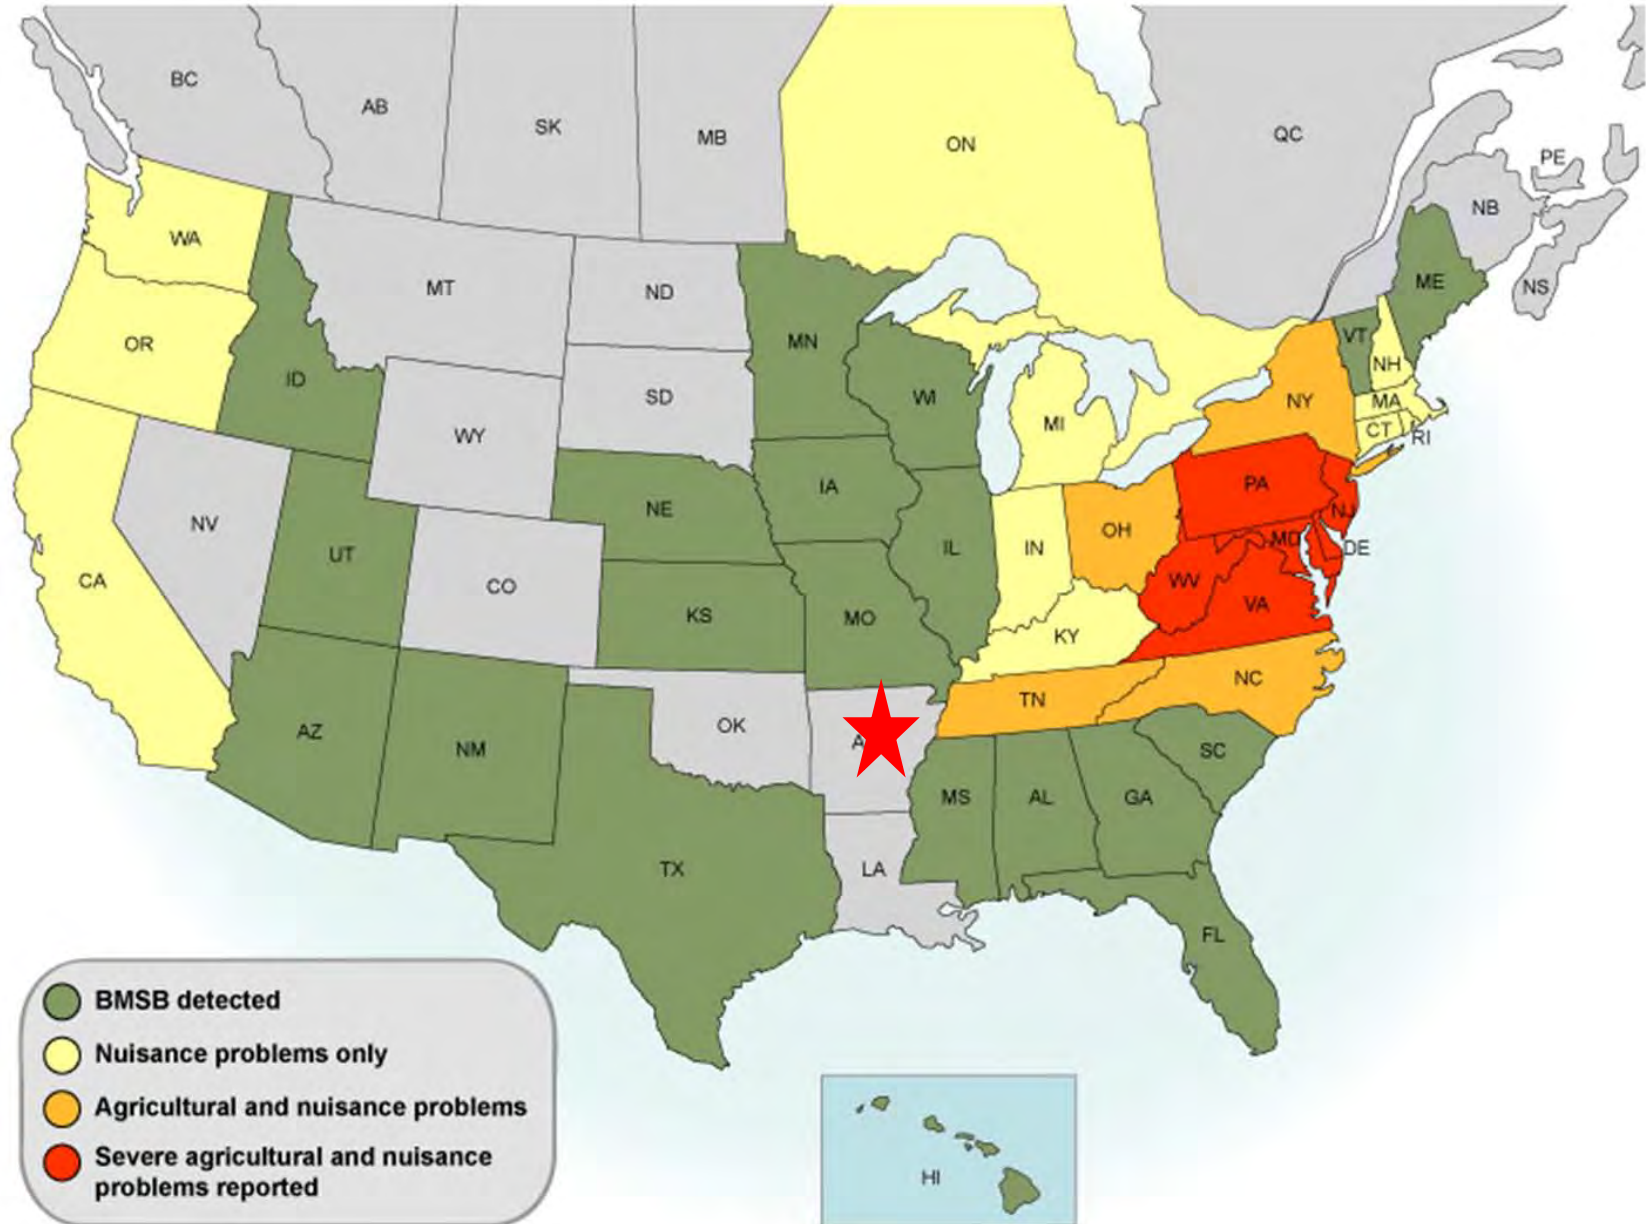 BC
AB
SK
MB
ON
QC
PE
NB
NS
WA
MT
ND
MN
ME
VT
NH
OR
ID
SD
WI
MI
NY
MA
CT
RI
WY
IA
NE
PA
NJ
NV
UT
CO
IL
IN
OH
MD
DE
CA
KS
MO
WV
VA
KY
NC
TN
AZ
NM
OK
SC
MS
AL
GA
TX
LA
FL
BMSB detected
Nuisance problems only
Agricultural and nuisance problems
Severe agricultural and nuisance
problems reported
HI